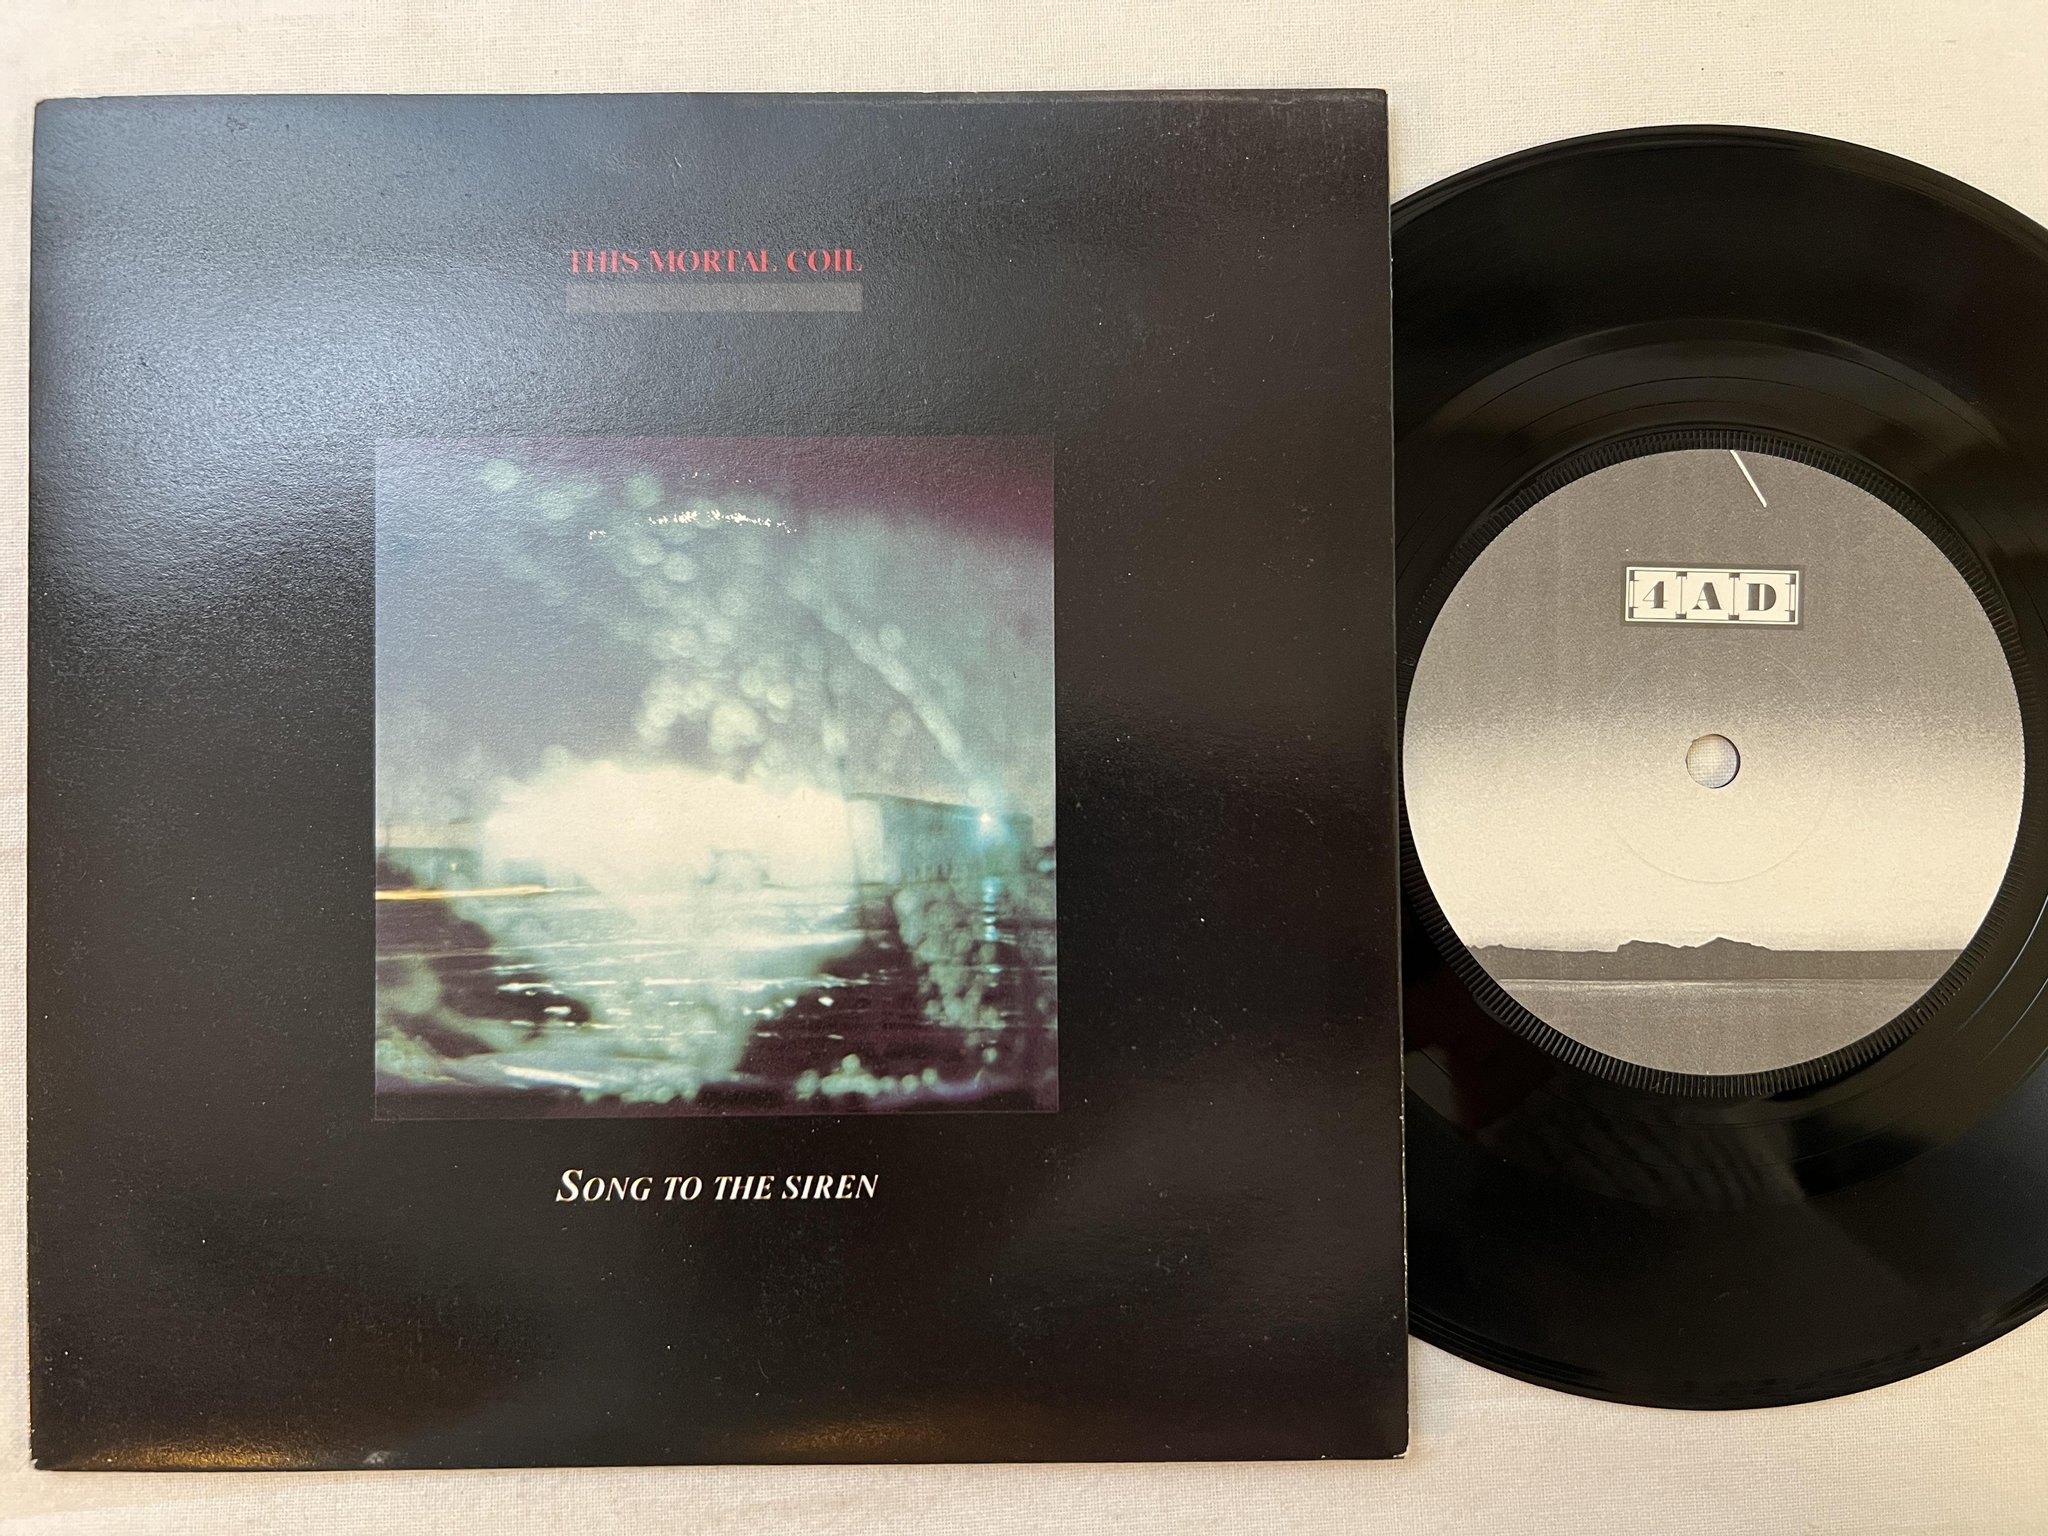 THIS MORTAL COIL
SONG TO THE SIREN
4AD